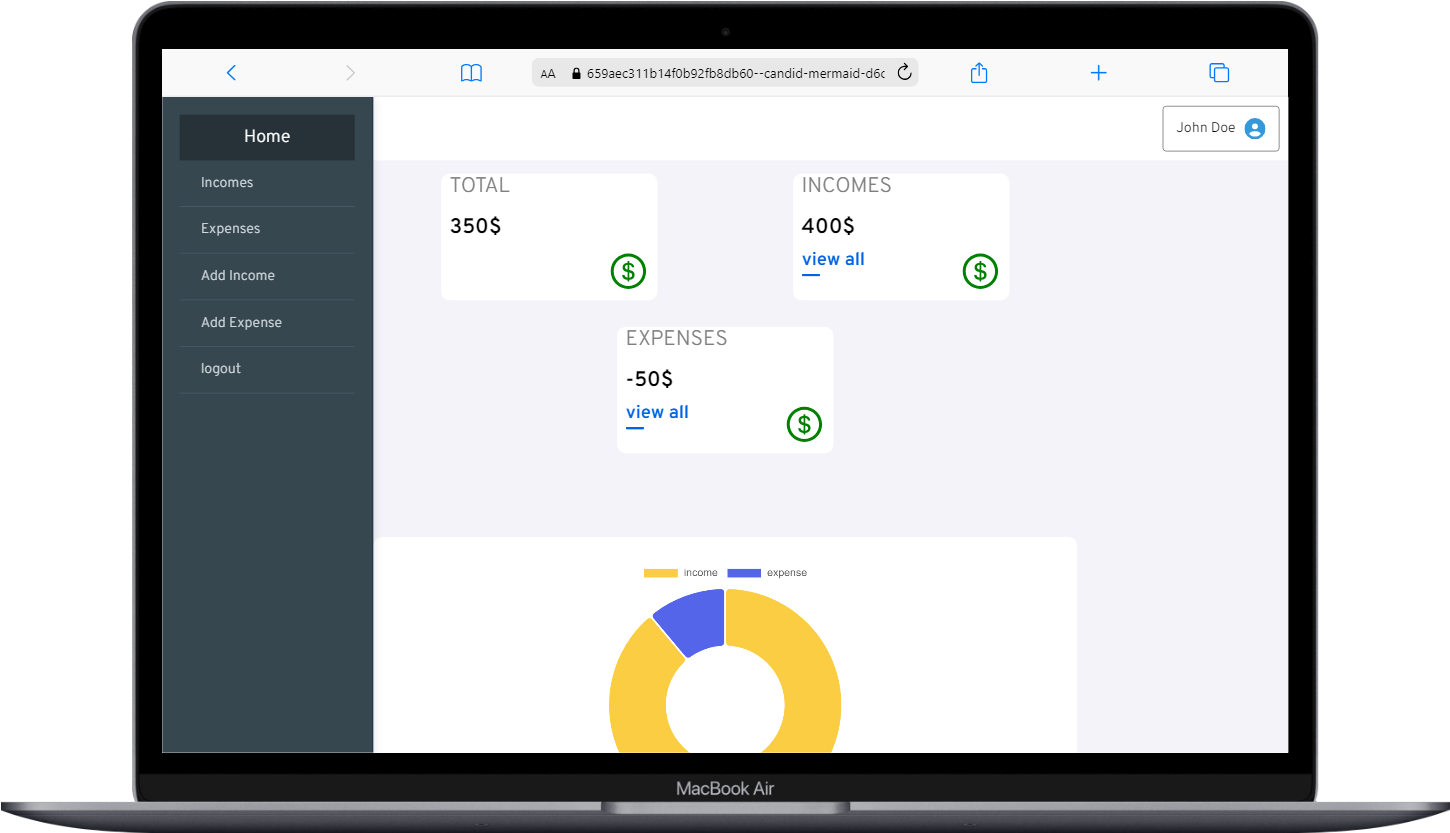 AA 659aec311b14f0b92fb8db60--candid-mermaid-d6c
Home
Incomes
Expenses
Add Income
Add Expense
logout
John Doe
TOTAL
350$
$
INCOMES
400$
view all
$
EXPENSES
-50$
view all
$
income expense
MacBook Air